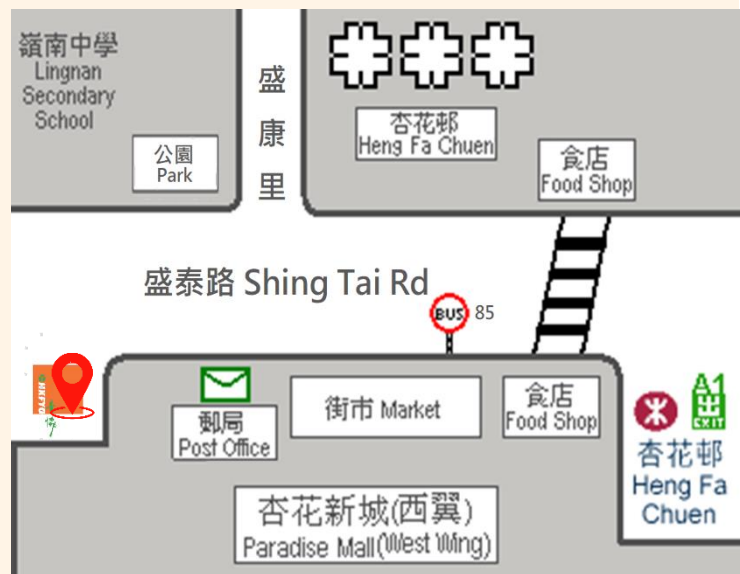 嶺南中學
Lingnan
Secondary
School
公園
Park
盛
康
里
杏花邨
Heng Fa Chuen
食店
Food Shop
盛泰路 Shing Tai Rd
BUS 85
HKFYG
郵局
Post Office
街市 Market
食店
Food Shop
A1
出
EXIT
杏花邨
Heng Fa
Chuen
杏花新城(西翼)
Paradise Mall(West Wing)